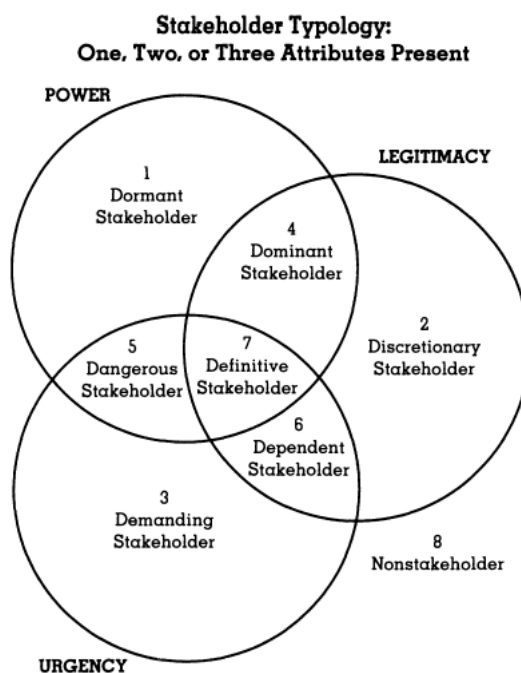 Stakeholder Typology:
One, Two, or Three Attributes Present
POWER
LEGITIMACY
1
Dormant
Stakeholder
4
Dominant
Stakeholder
2
Discretionary
Stakeholder
5
Dangerous
Stakeholder
7
Definitive
Stakeholder
6
Dependent
Stakeholder
3
Demanding
Stakeholder
8
Nonstakeholder
URGENCY